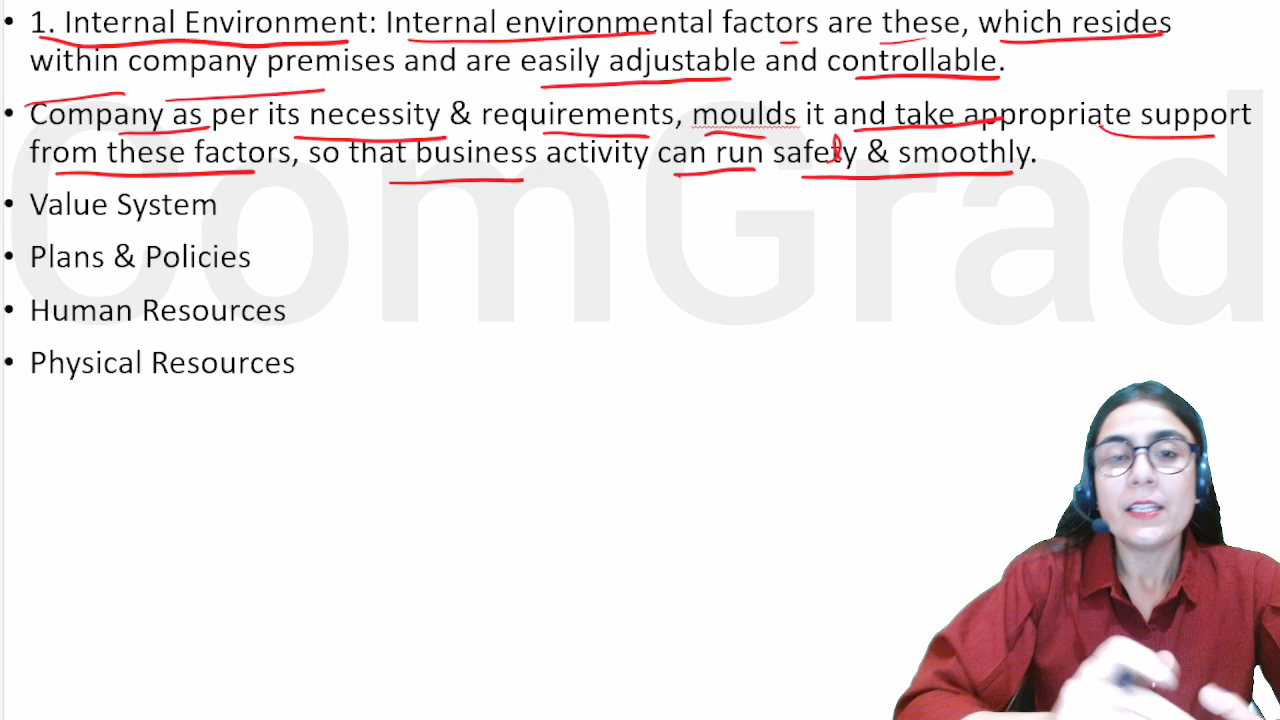 • 1. Internal Environment: Internal environmental factors are these, which resides
within company premises and are easily adjustable and controllable.
• Company as per its necessity & requirements, moulds it and take appropriate support
from these factors, so that business activity can run safely & smoothly.
• Value System
• Plans & Policies
• Human Resources
• Physical Resources
ComGrad